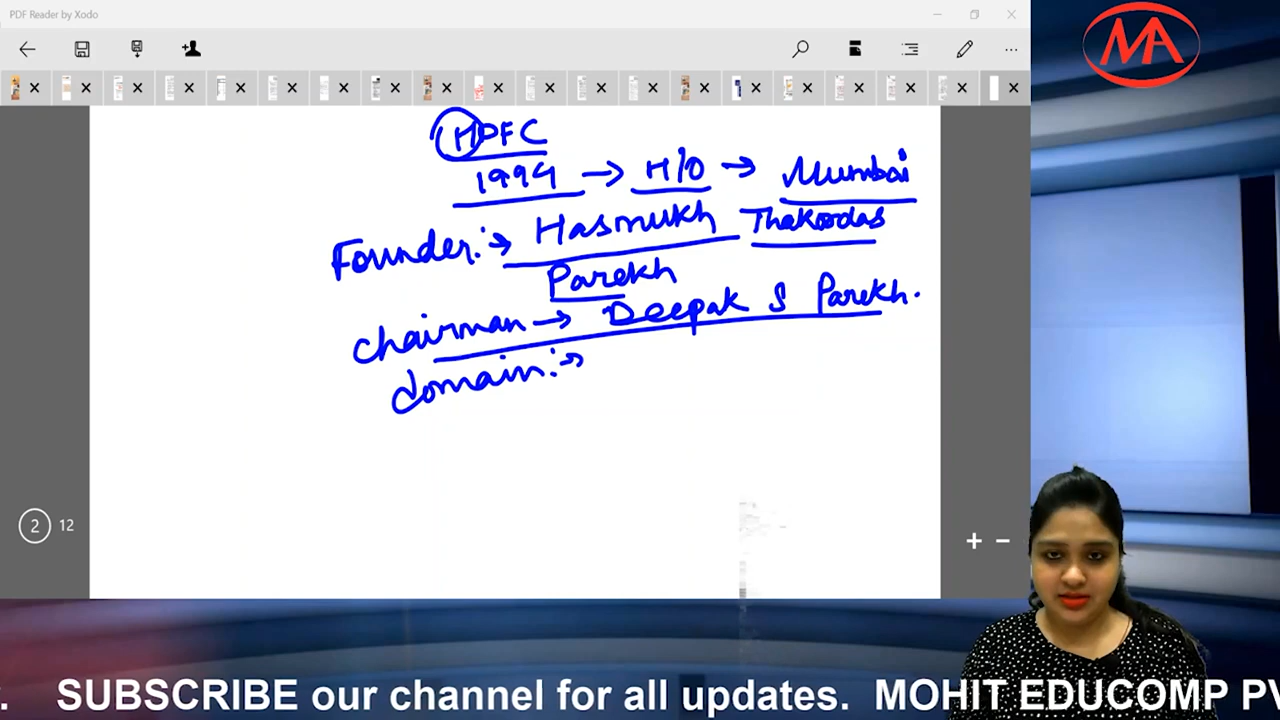 PDF Reader by Xodo
MA
HDFC
1994 → H/O → Mumbai
Founder:→ Hasmukh Thakordas
Parekh
Chairman → Deepak S Parekh.
domain:→
2 12
SUBSCRIBE our channel for all updates. MOHIT EDUCOMP PV